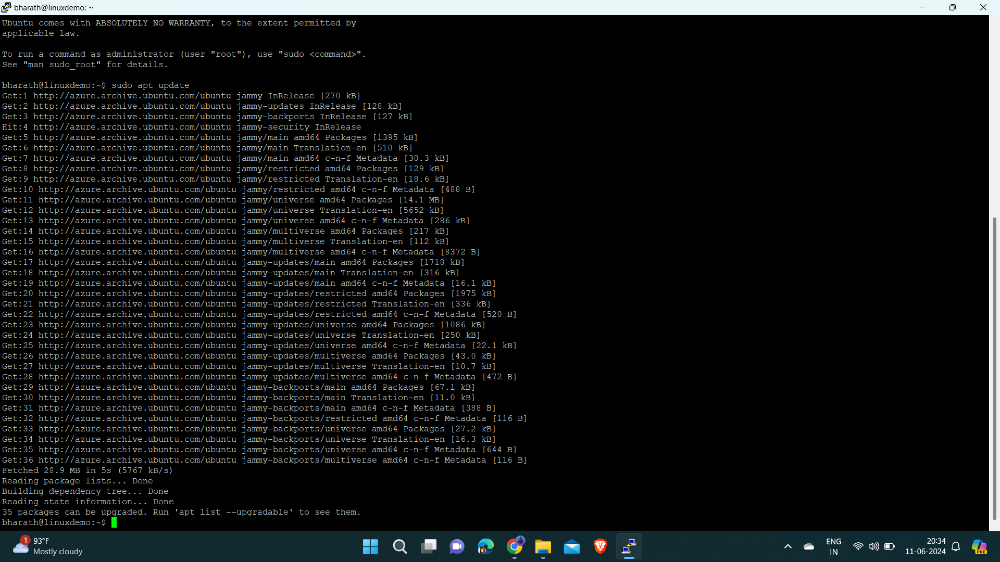 bharath@linuxdemo: ~
Ubuntu comes with ABSOLUTELY NO WARRANTY, to the extent permitted by
applicable law.
To run a command as administrator (user "root"), use "sudo <command>".
See "man sudo_root" for details.
bharath@linuxdemo:~$ sudo apt update
Get:1 http://azure.archive.ubuntu.com/ubuntu jammy InRelease [270 kB]
Get:2 http://azure.archive.ubuntu.com/ubuntu jammy-updates InRelease [128 kB]
Get:3 http://azure.archive.ubuntu.com/ubuntu jammy-backports InRelease [127 kB]
Hit:4 http://azure.archive.ubuntu.com/ubuntu jammy-security InRelease
Get:5 http://azure.archive.ubuntu.com/ubuntu jammy/main amd64 Packages [1395 kB]
Get:6 http://azure.archive.ubuntu.com/ubuntu jammy/main Translation-en [510 kB]
Get:7 http://azure.archive.ubuntu.com/ubuntu jammy/main amd64 c-n-f Metadata [30.3 kB]
Get:8 http://azure.archive.ubuntu.com/ubuntu jammy/restricted amd64 Packages [129 kB]
Get:9 http://azure.archive.ubuntu.com/ubuntu jammy/restricted Translation-en [18.6 kB]
Get:10 http://azure.archive.ubuntu.com/ubuntu jammy/restricted amd64 c-n-f Metadata [488 B]
Get:11 http://azure.archive.ubuntu.com/ubuntu jammy/universe amd64 Packages [14.1 MB]
Get:12 http://azure.archive.ubuntu.com/ubuntu jammy/universe Translation-en [5652 kB]
Get:13 http://azure.archive.ubuntu.com/ubuntu jammy/universe amd64 c-n-f Metadata [286 kB]
Get:14 http://azure.archive.ubuntu.com/ubuntu jammy/multiverse amd64 Packages [217 kB]
Get:15 http://azure.archive.ubuntu.com/ubuntu jammy/multiverse Translation-en [112 kB]
Get:16 http://azure.archive.ubuntu.com/ubuntu jammy/multiverse amd64 c-n-f Metadata [8372 B]
Get:17 http://azure.archive.ubuntu.com/ubuntu jammy-updates/main amd64 Packages [1718 kB]
Get:18 http://azure.archive.ubuntu.com/ubuntu jammy-updates/main Translation-en [316 kB]
Get:19 http://azure.archive.ubuntu.com/ubuntu jammy-updates/main amd64 c-n-f Metadata [16.1 kB]
Get:20 http://azure.archive.ubuntu.com/ubuntu jammy-updates/restricted amd64 Packages [1975 kB]
Get:21 http://azure.archive.ubuntu.com/ubuntu jammy-updates/restricted Translation-en [336 kB]
Get:22 http://azure.archive.ubuntu.com/ubuntu jammy-updates/restricted amd64 c-n-f Metadata [520 B]
Get:23 http://azure.archive.ubuntu.com/ubuntu jammy-updates/universe amd64 Packages [1086 kB]
Get:24 http://azure.archive.ubuntu.com/ubuntu jammy-updates/universe Translation-en [250 kB]
Get:25 http://azure.archive.ubuntu.com/ubuntu jammy-updates/universe amd64 c-n-f Metadata [22.1 kB]
Get:26 http://azure.archive.ubuntu.com/ubuntu jammy-updates/multiverse amd64 Packages [43.0 kB]
Get:27 http://azure.archive.ubuntu.com/ubuntu jammy-updates/multiverse Translation-en [10.7 kB]
Get:28 http://azure.archive.ubuntu.com/ubuntu jammy-updates/multiverse amd64 c-n-f Metadata [472 B]
Get:29 http://azure.archive.ubuntu.com/ubuntu jammy-backports/main amd64 Packages [67.1 kB]
Get:30 http://azure.archive.ubuntu.com/ubuntu jammy-backports/main Translation-en [11.0 kB]
Get:31 http://azure.archive.ubuntu.com/ubuntu jammy-backports/main amd64 c-n-f Metadata [388 B]
Get:32 http://azure.archive.ubuntu.com/ubuntu jammy-backports/restricted amd64 c-n-f Metadata [116 B]
Get:33 http://azure.archive.ubuntu.com/ubuntu jammy-backports/universe amd64 Packages [27.2 kB]
Get:34 http://azure.archive.ubuntu.com/ubuntu jammy-backports/universe Translation-en [16.3 kB]
Get:35 http://azure.archive.ubuntu.com/ubuntu jammy-backports/universe amd64 c-n-f Metadata [644 B]
Get:36 http://azure.archive.ubuntu.com/ubuntu jammy-backports/multiverse amd64 c-n-f Metadata [116 B]
Fetched 28.9 MB in 5s (5767 kB/s)
Reading package lists... Done
Building dependency tree... Done
Reading state information... Done
35 packages can be upgraded. Run 'apt list --upgradable' to see them.
bharath@linuxdemo:~$
1
93°F
Mostly cloudy
ENG
IN
20:34
11-06-2024
PRE